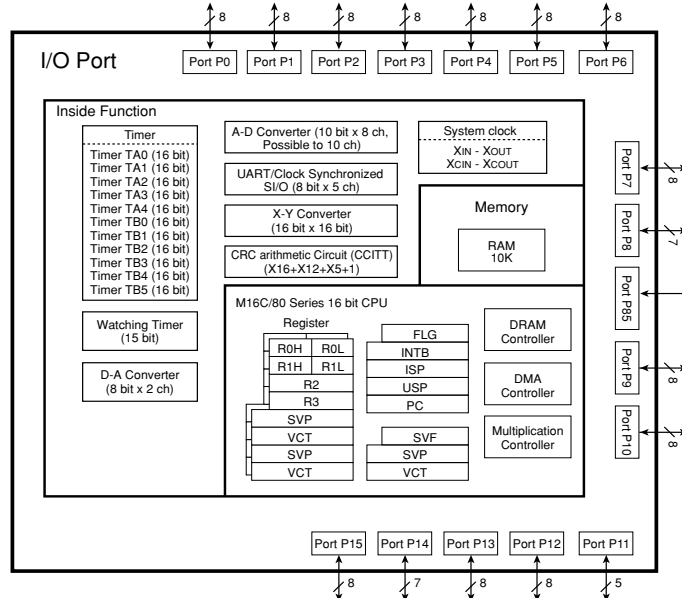 8 8 8 8 8 8 8
I/O Port
Port P0 Port P1 Port P2 Port P3 Port P4 Port P5 Port P6
Inside Function
Timer
Timer TA0 (16 bit)
Timer TA1 (16 bit)
Timer TA2 (16 bit)
Timer TA3 (16 bit)
Timer TA4 (16 bit)
Timer TB0 (16 bit)
Timer TB1 (16 bit)
Timer TB2 (16 bit)
Timer TB3 (16 bit)
Timer TB4 (16 bit)
Timer TB5 (16 bit)
Watching Timer
(15 bit)
D-A Converter
(8 bit x 2 ch)
A-D Converter (10 bit x 8 ch,
Possible to 10 ch)
UART/Clock Synchronized
SI/O (8 bit x 5 ch)
X-Y Converter
(16 bit x 16 bit)
CRC arithmetic Circuit (CCITT)
(X16+X12+X5+1)
System clock
XIN - XOUT
XCIN - XCOUT
Memory
RAM
10K
M16C/80 Series 16 bit CPU
Register
R0H R0L
R1H R1L
R2
R3
SVP
VCT
SVP
VCT
FLG
INTB
ISP
USP
PC
SVF
SVP
VCT
DRAM
Controller
DMA
Controller
Multiplication
Controller
Port P7
8
Port P8
7
Port P85
Port P9
8
Port P10
8
Port P15 Port P14 Port P13 Port P12 Port P11
8 7 8 8 5